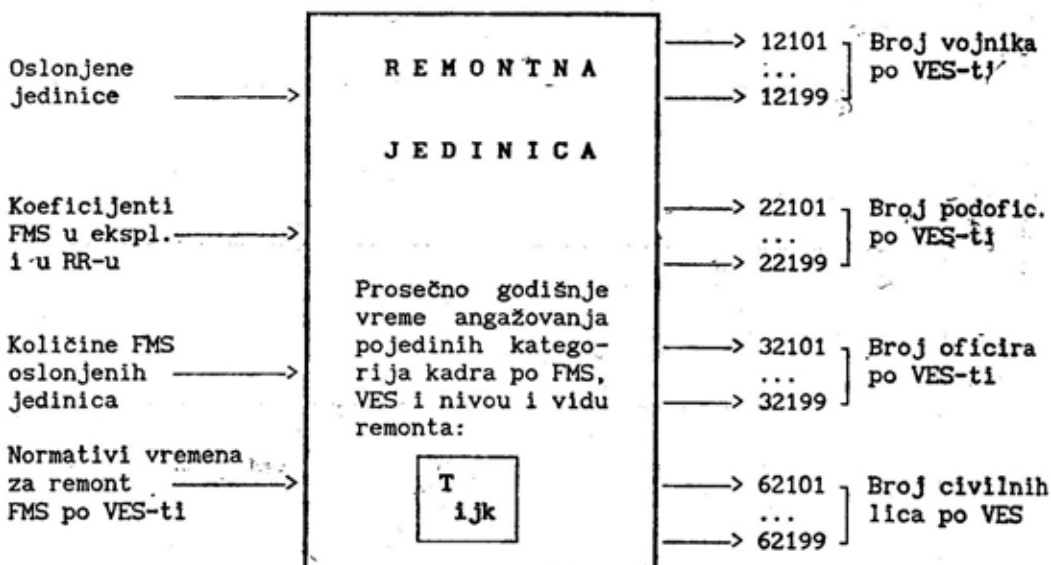 Oslonjene
jedinice
Koeficijenti
FMS u ekspl.
i u RR-u
Količine FMS
oslonjenih
jedinica
Normativi vremena
za remont
FMS po VES-ti
REMONTNA
JEDINICA
Prosečno godišnje
vreme angažovanja
pojedinih katego-
rija kadra po FMS,
VES i nivou i vidu
remonta:
T
ijk
12101
...
12199
Broj vojnika
po VES-ti
22101
...
22199
Broj podofic.
po VES-ti
32101
...
32199
Broj oficira
po VES-ti
62101
...
62199
Broj civilnih
lica po VES